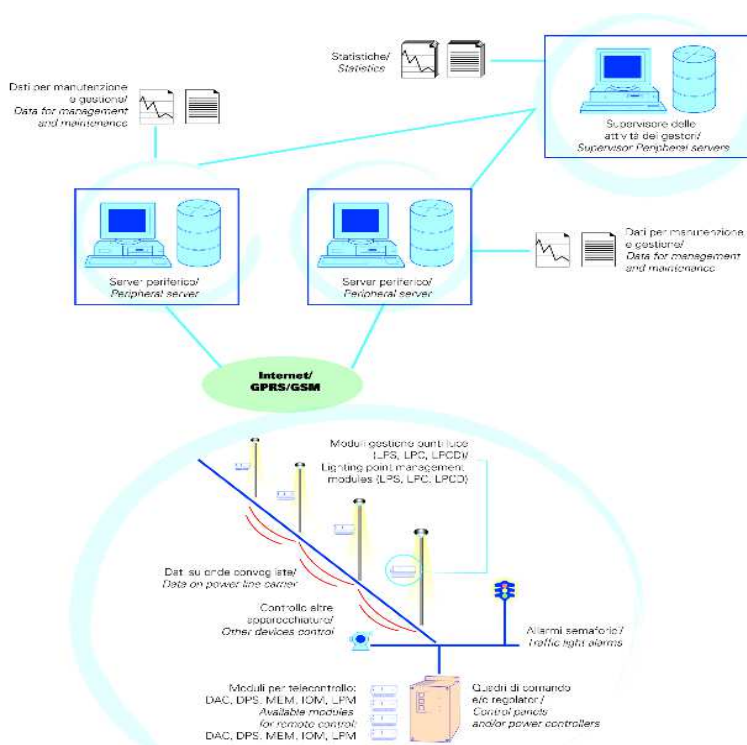 Statistiche/
Statistics
Dati per manutenzione
e gestione/
Data for management
and maintenance
Supervisore delle
attività dei gestori/
Supervisor Peripheral servers
Server periferico/
Peripheral server
Server periferico/
Peripheral server
Dati per manutenzione
e gestione/
Data for management
and maintenance
Internet/
GPRS/GSM
Moduli gestione punti luce
(LPS, LPC, LPCD)/
Lighting point management
modules (LPS, LPC, LPCD)
Dati su onde convogliate/
Data on power line carrier
Controllo altre
apparecchiature/
Other devices control
Allarmi semaforici/
Traffic light alarms
Moduli per telecontrollo:
DAC, DPS, MEM, IOM, LPM
Available modules
for remote control:
DAC, DPS, MEM, IOM, LPM
Quadri di comando
e/o regolatori/
Control panels
and/or power controllers